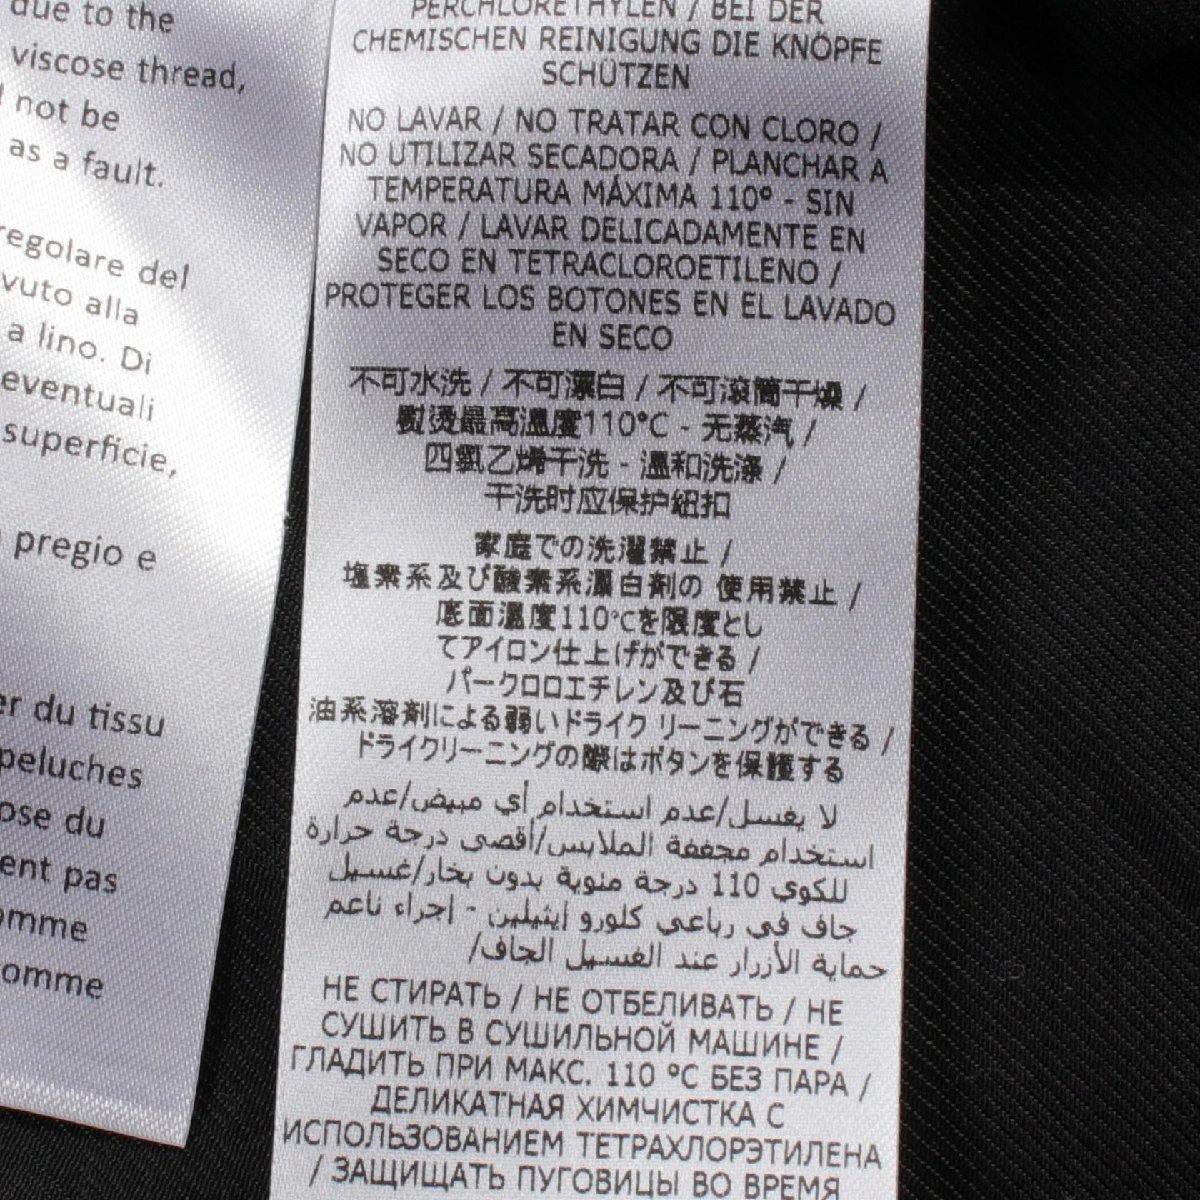 due to the
viscose thread,
not be
as a fault.
regolare del
vuto alla
a lino. Di
eventuali
superficie,
pregio e
er du tissu
peluches
ose du
ent pas
omme
omme
PERCHLORETHYLEN / BEI DER
CHEMISCHEN REINIGUNG DIE KNÖPFE
SCHÜTZEN
NO LAVAR / NO TRATAR CON CLORO /
NO UTILIZAR SECADORA / PLANCHAR A
TEMPERATURA MÁXIMA 110º - SIN
VAPOR / LAVAR DELICADAMENTE EN
SECO EN TETRACLOROETILENO /
PROTEGER LOS BOTONES EN EL LAVADO
EN SECO
不可水洗 / 不可漂白 / 不可滚筒干燥 /
熨烫最高温度110°C - 无蒸汽 /
四氯乙烯干洗 - 温和洗涤 /
干洗时应保护纽扣
家庭での洗濯禁止 /
塩素系及び酸素系漂白剤の 使用禁止 /
底面温度110℃を限度とし
てアイロン仕上げができる /
パークロロエチレン及び石
油系溶剤による弱いドライク リーニングができる /
ドライクリーニングの際はボタンを保護する
لا يغسل/عدم استخدام أي مبيض/عدم
استخدام مجففة الملابس/أقصى درجة حرارة
للكوي 110 درجة مئوية بدون بخار/غسيل
جاف في رباعي كلورو إيثيلين - إجراء ناعم
حماية الأزرار عند الغسيل الجاف/
НЕ СТИРАТЬ / НЕ ОТБЕЛИВАТЬ / НЕ
СУШИТЬ В СУШИЛЬНОЙ МАШИНЕ /
ГЛАДИТЬ ПРИ МАКС. 110 °C БЕЗ ПАРА /
ДЕЛИКАТНАЯ ХИМЧИСТКА С
ИСПОЛЬЗОВАНИЕМ ТЕТРАХЛОРЭТИЛЕНА
/ ЗАЩИЩАТЬ ПУГОВИЦЫ ВО ВРЕМЯ